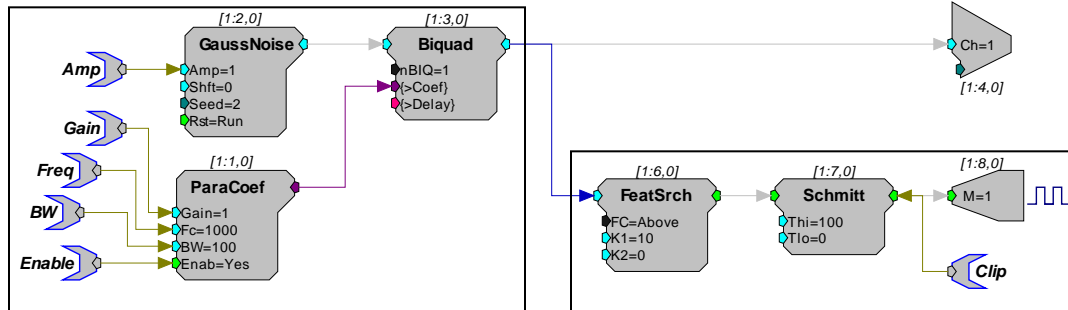 [1:2,0]
GaussNoise
Amp=1
Shft=0
Seed=2
Rst=Run
[1:3,0]
Biquad
nBIQ=1
{>Coef}
{>Delay}
Ch=1
[1:4,0]
Amp
Gain
Freq
BW
Enable
[1:1,0]
ParaCoef
Gain=1
Fc=1000
BW=100
Enab=Yes
[1:6,0]
FeatSrch
FC=Above
K1=10
K2=0
[1:7,0]
Schmitt
Thi=100
Tlo=0
[1:8,0]
M=1
Clip